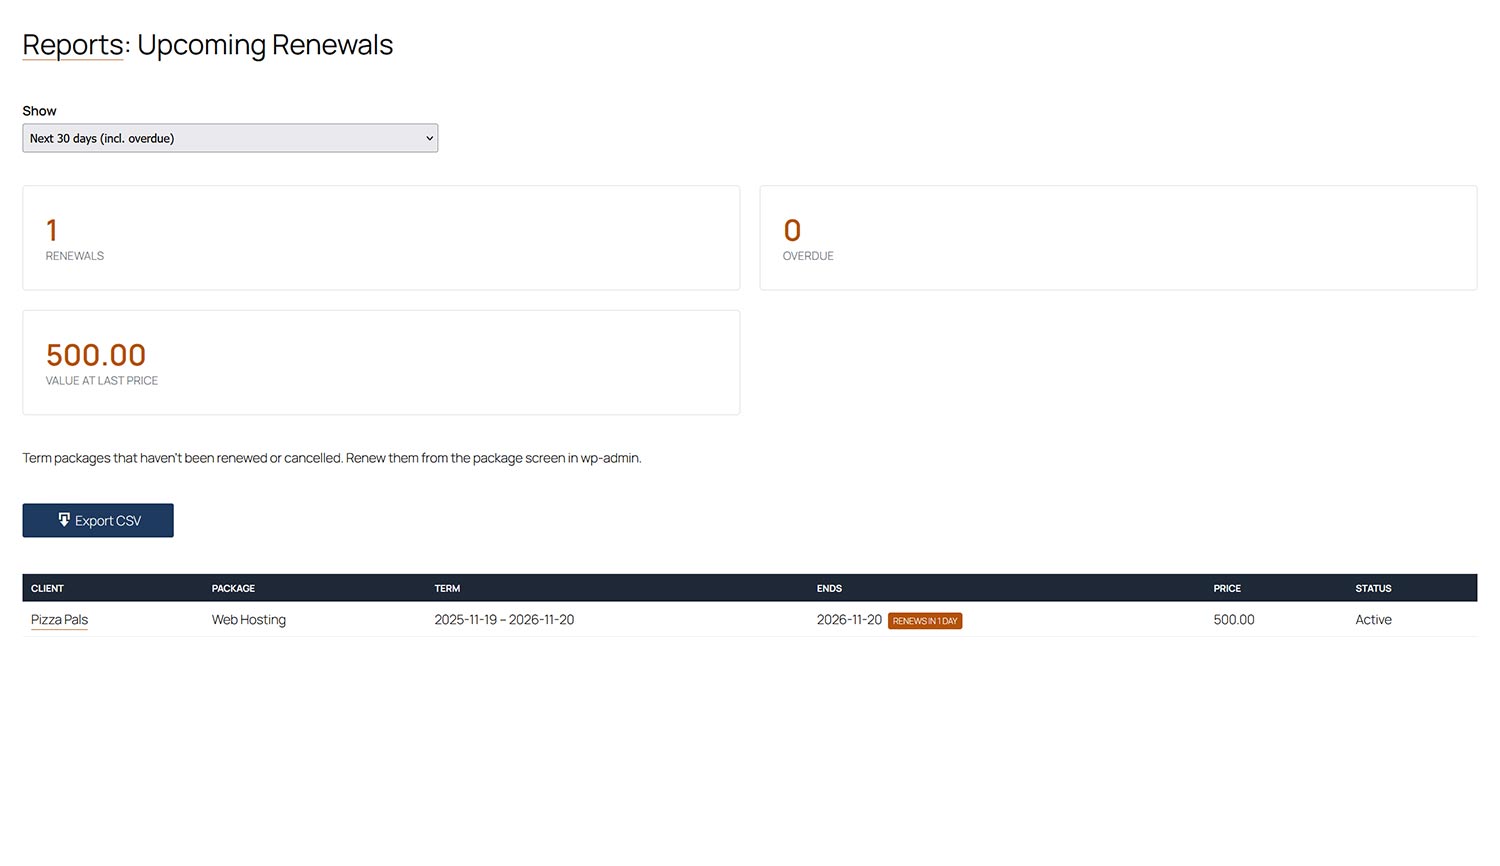 Reports: Upcoming Renewals
Show
Next 30 days (incl. overdue)
1
RENEWALS
0
OVERDUE
500.00
VALUE AT LAST PRICE
Term packages that haven't been renewed or cancelled. Renew them from the package screen in wp-admin.
Export CSV
CLIENT PACKAGE TERM ENDS PRICE STATUS
Pizza Pals Web Hosting 2025-11-19 – 2026-11-20 2026-11-20 RENEWS IN 1 DAY 500.00 Active